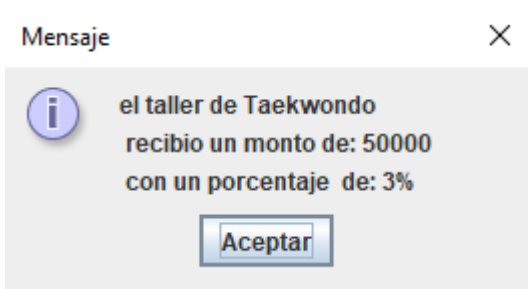 Mensaje
el taller de Taekwondo
recibio un monto de: 50000
con un porcentaje  de: 3%
Aceptar